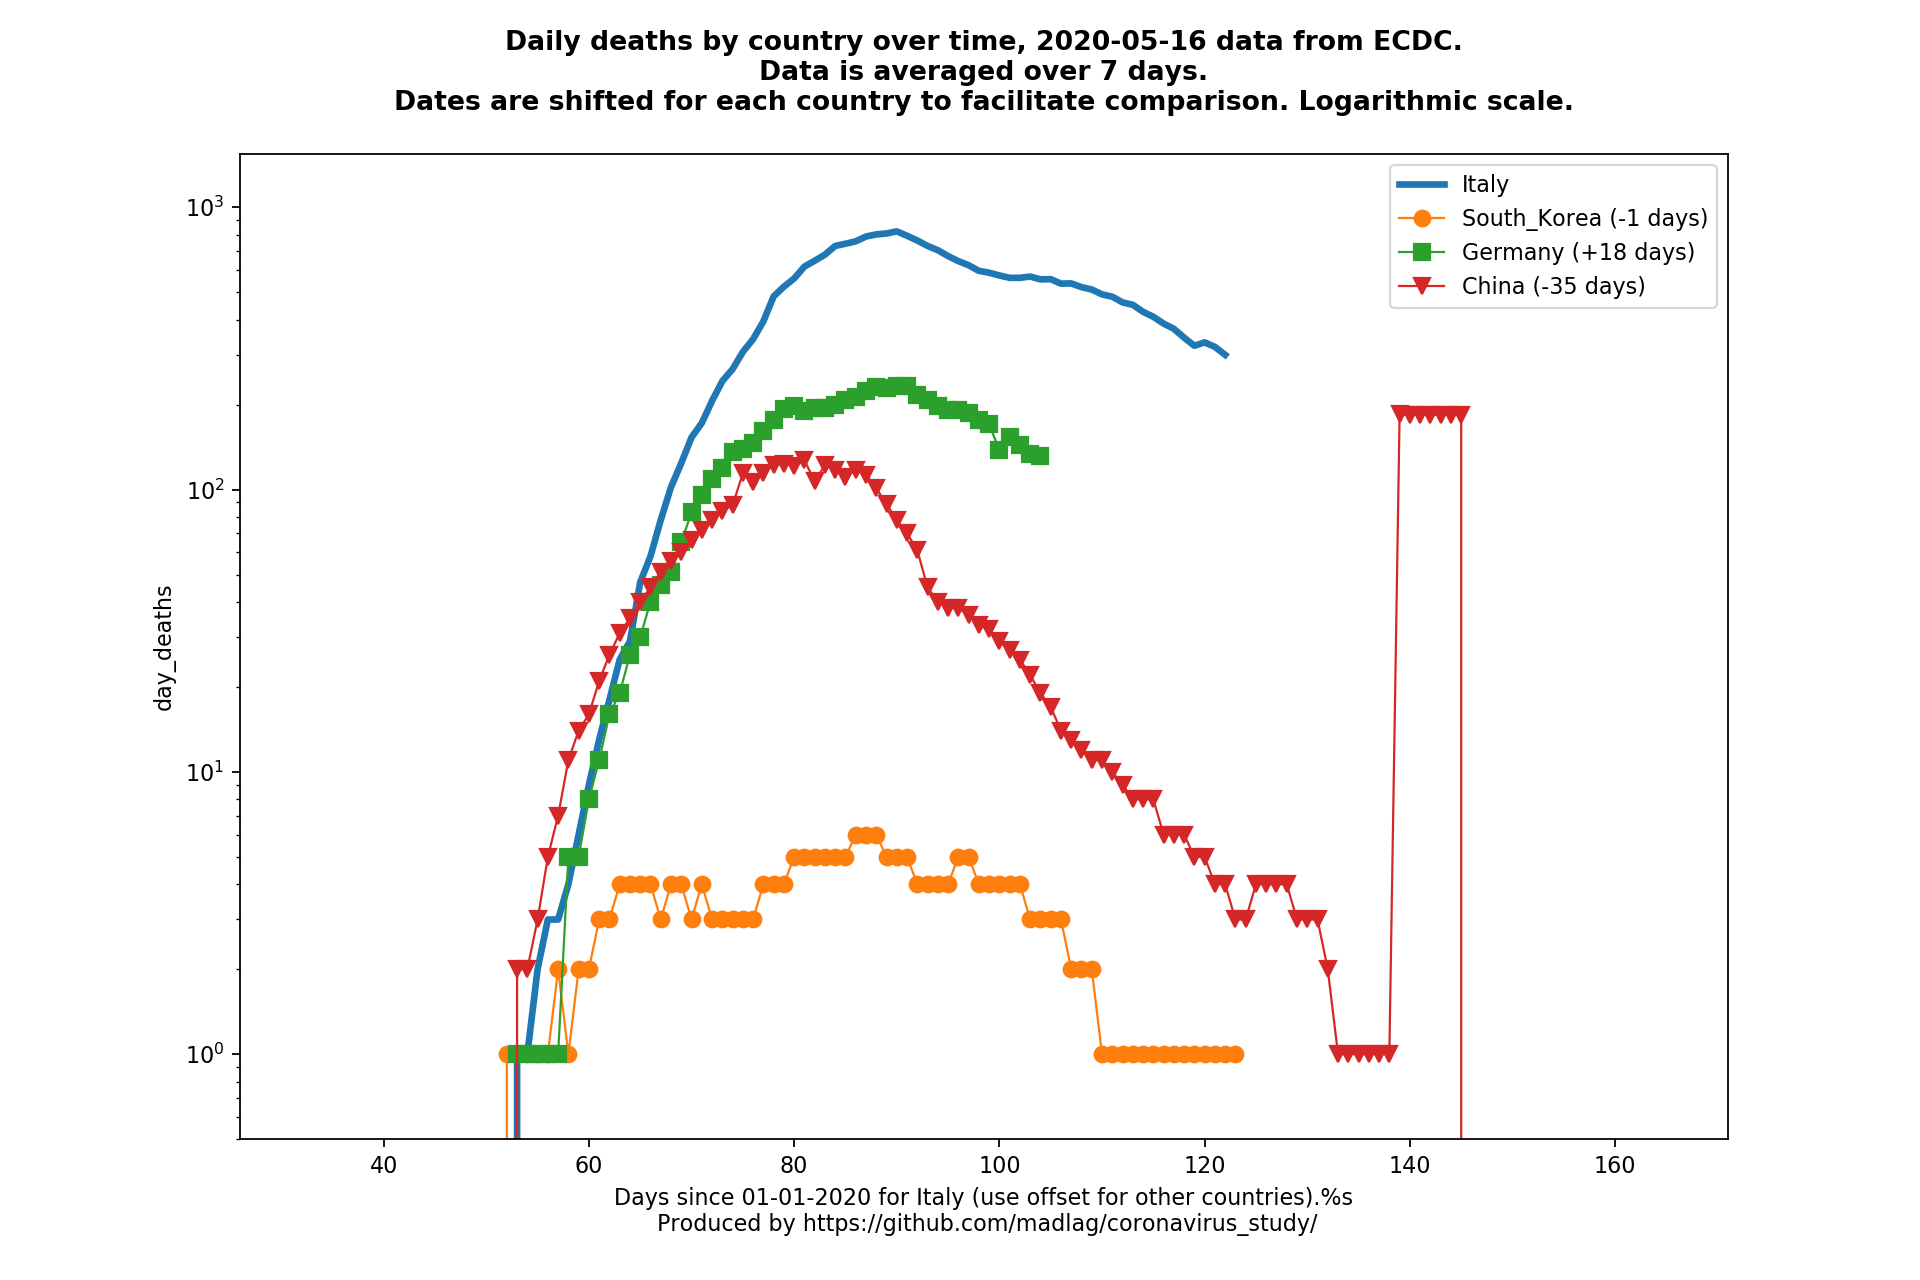 Daily deaths by country over time, 2020-05-16 data from ECDC.
Data is averaged over 7 days.
Dates are shifted for each country to facilitate comparison. Logarithmic scale.
Italy
South_Korea (-1 days)
Germany (+18 days)
China (-35 days)
10³
10²
10¹
10⁰
day_deaths
40 60 80 100 120 140 160
Days since 01-01-2020 for Italy (use offset for other countries).%s
Produced by https://github.com/madlag/coronavirus_study/